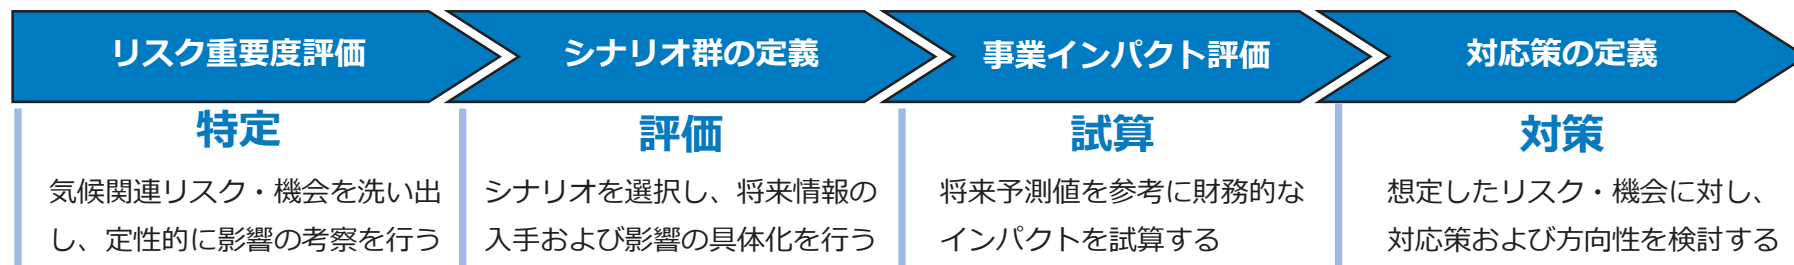 リスク重要度評価
シナリオ群の定義
事業インパクト評価
対応策の定義
特定
評価
試算
対策
気候関連リスク・機会を洗い出
し、定性的に影響の考察を行う
シナリオを選択し、将来情報の
入手および影響の具体化を行う
将来予測値を参考に財務的な
インパクトを試算する
想定したリスク・機会に対し、
対応策および方向性を検討する